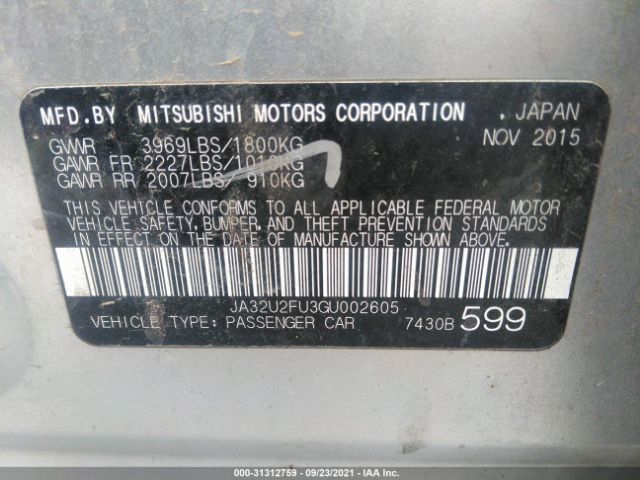 MFD. BY MITSUBISHI MOTORS CORPORATION . JAPAN
NOV 2015
GVWR 3969LBS/1800KG
GAWR FR 2227LBS/1010KG
GAWR RR 2007LBS/ 910KG
THIS VEHICLE CONFORMS TO ALL APPLICABLE FEDERAL MOTOR
VEHICLE SAFETY, BUMPER, AND THEFT PREVENTION STANDARDS
IN EFFECT ON THE DATE OF MANUFACTURE SHOWN ABOVE.
JA32U2FU3GU002605
VEHICLE TYPE: PASSENGER CAR 7430B 599
000-31312759 - 09/23/2021 - IAA Inc.